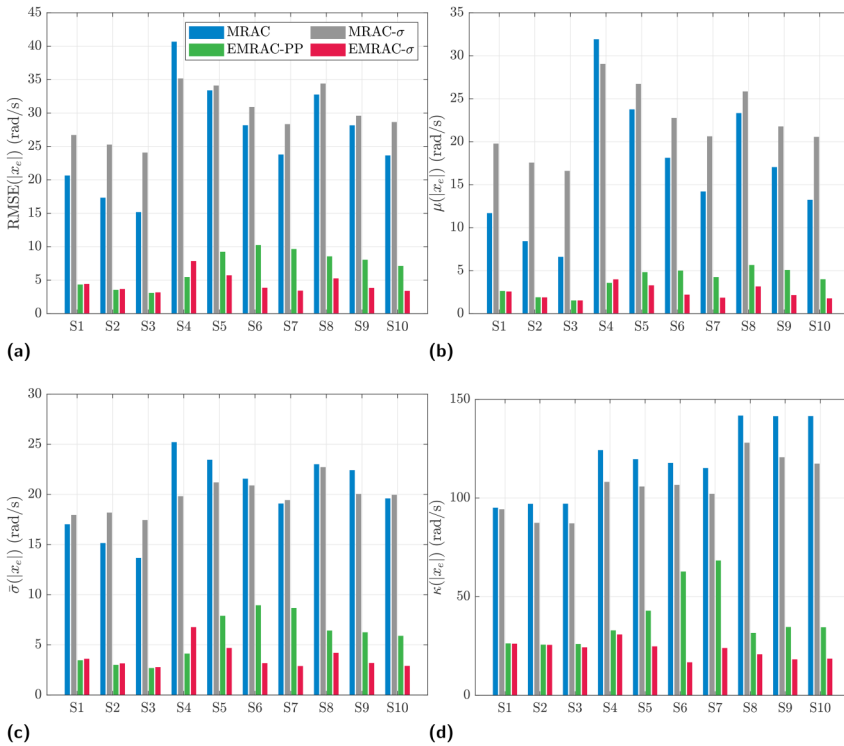 MRAC MRAC-σ
EMRAC-PP EMRAC-σ
RMSE(|x_e|) (rad/s)
45
40
35
30
25
20
15
10
5
0
S1 S2 S3 S4 S5 S6 S7 S8 S9 S10
(a)
μ(|x_e|) (rad/s)
35
30
25
20
15
10
5
0
S1 S2 S3 S4 S5 S6 S7 S8 S9 S10
(b)
σ̄(|x_e|) (rad/s)
30
25
20
15
10
5
0
S1 S2 S3 S4 S5 S6 S7 S8 S9 S10
(c)
κ(|x_e|) (rad/s)
150
100
50
0
S1 S2 S3 S4 S5 S6 S7 S8 S9 S10
(d)